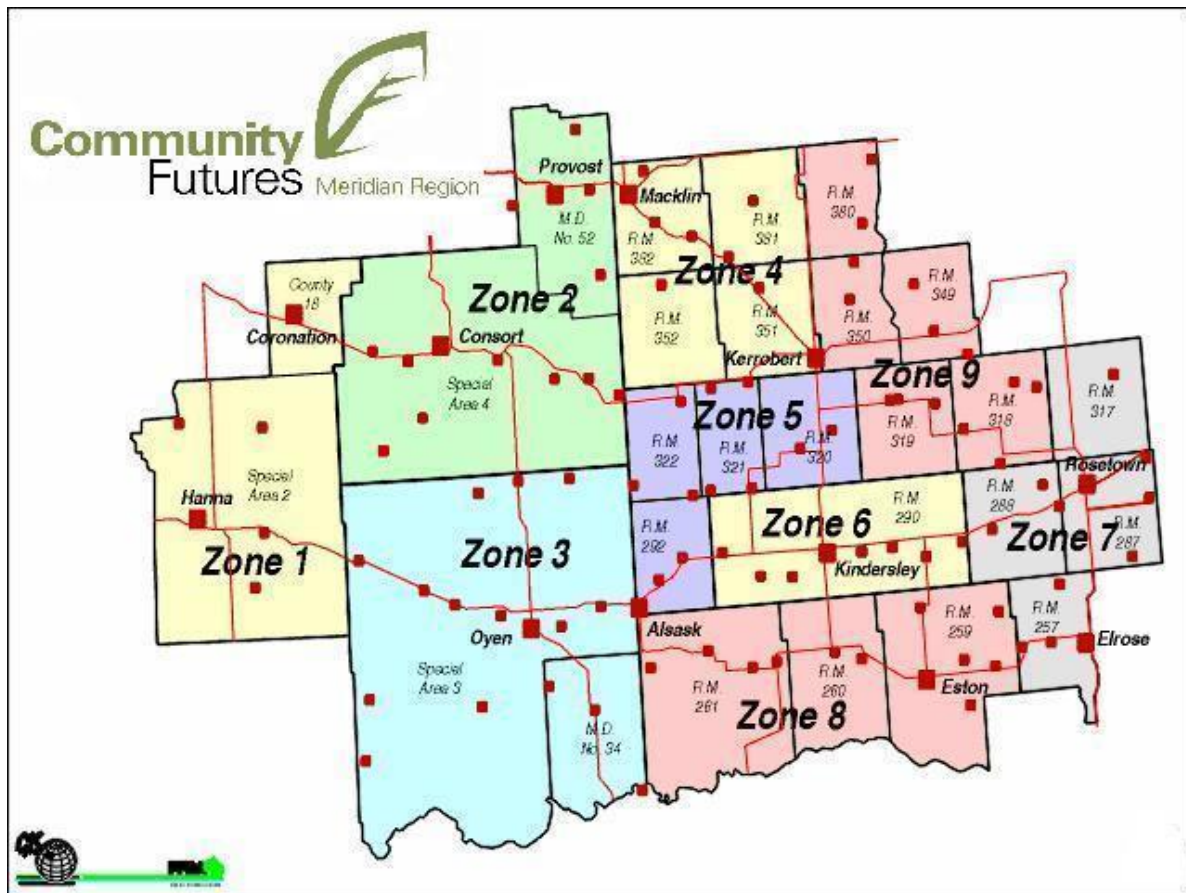 Community
Futures Meridian Region
Provost
Macklin
M.D.
No. 52
R.M.
382
R.M.
381
R.M.
380
Zone 4
County
18
Coronation
Zone 2
Consort
R.M.
352
R.M.
351
R.M.
350
R.M.
349
Kerrobert
Special
Area 4
Zone 5
Zone 9
R.M.
322
R.M.
321
R.M.
320
R.M.
319
R.M.
318
R.M.
317
Rosetown
Special
Area 2
Hanna
Zone 1
Zone 3
R.M.
292
Zone 6
R.M.
290
Kindersley
R.M.
288
Zone 7
R.M.
287
Oyen
Alsask
R.M.
259
R.M.
257
Elrose
Special
Area 3
M.D.
No. 34
R.M.
261
R.M.
260
Eston
Zone 8